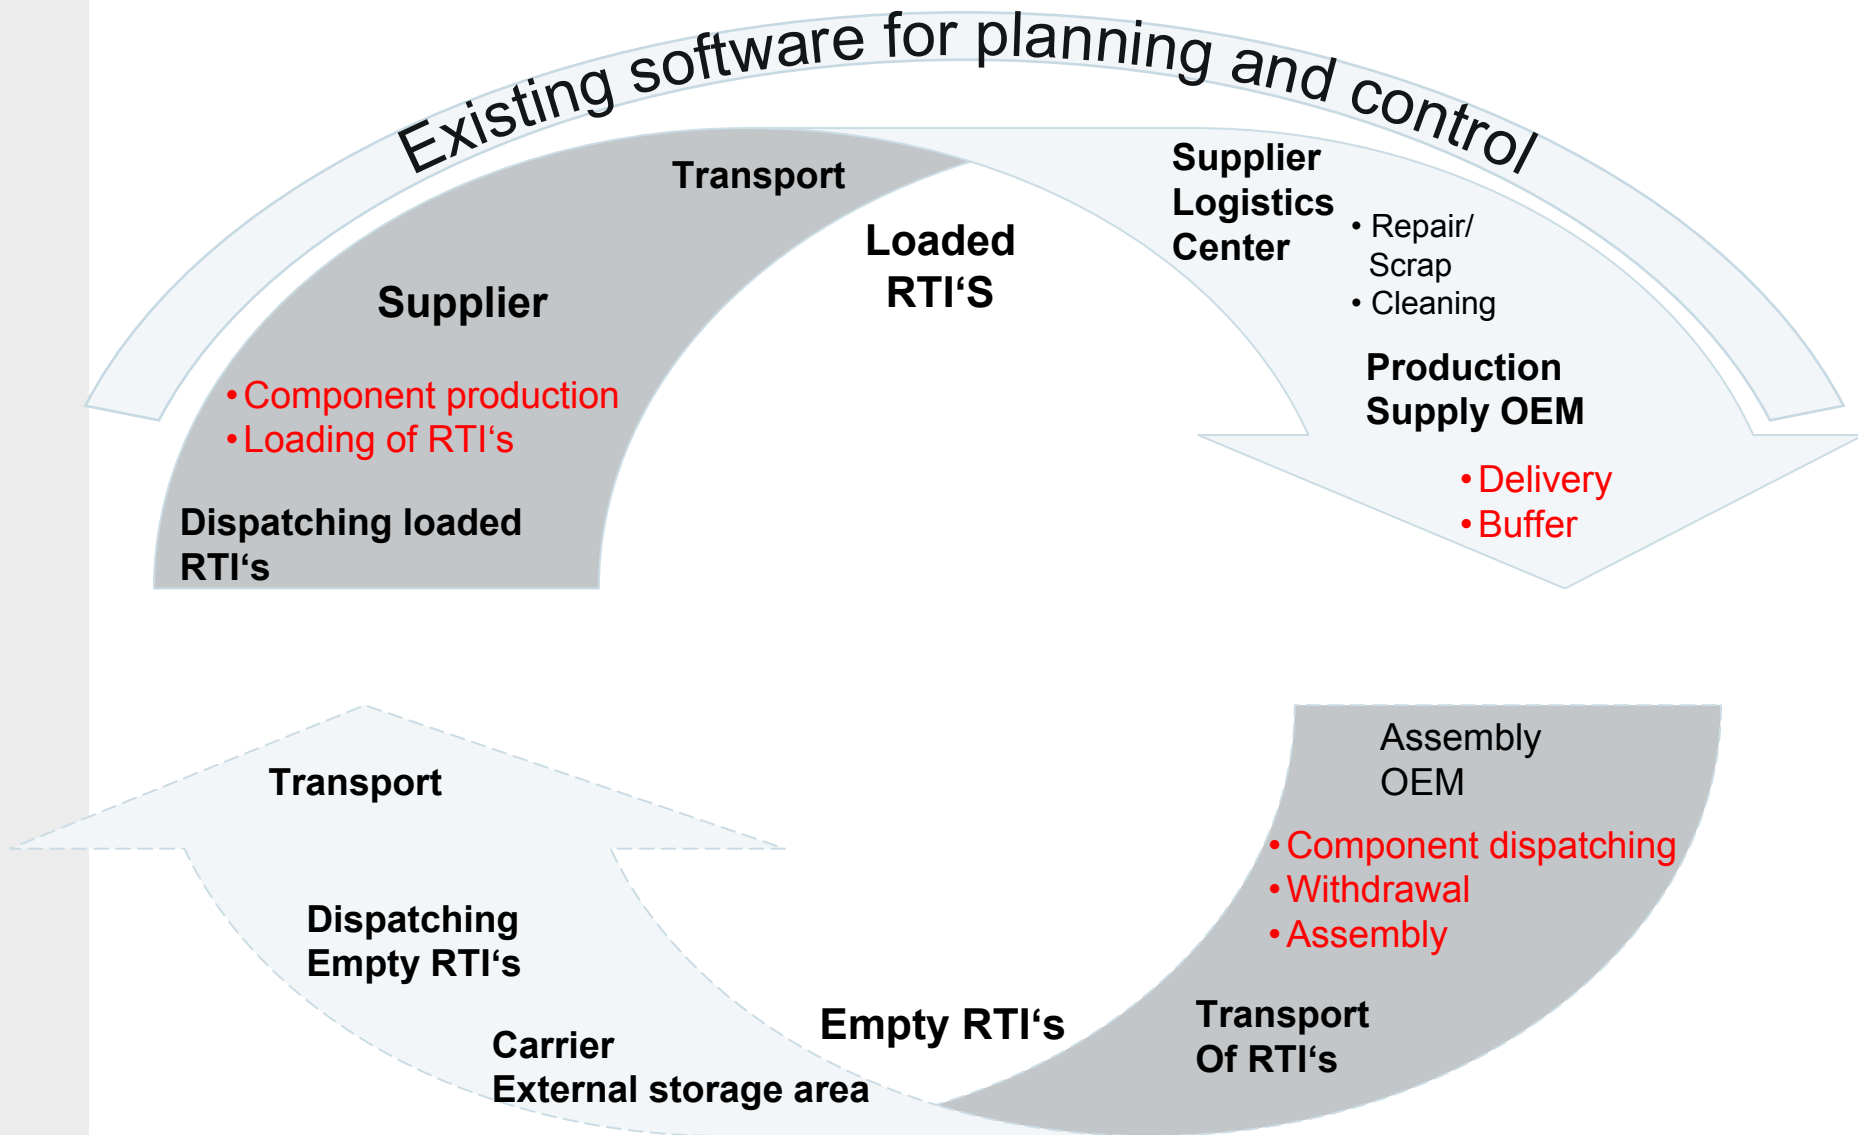 Existing software for planning and control
Transport
Supplier
• Component production
• Loading of RTI‘s
Dispatching loaded
RTI‘s
Loaded
RTI‘S
Supplier
Logistics
Center
• Repair/
Scrap
• Cleaning
Production
Supply OEM
• Delivery
• Buffer
Assembly
OEM
• Component dispatching
• Withdrawal
• Assembly
Transport
Of RTI‘s
Empty RTI‘s
Carrier
External storage area
Dispatching
Empty RTI‘s
Transport